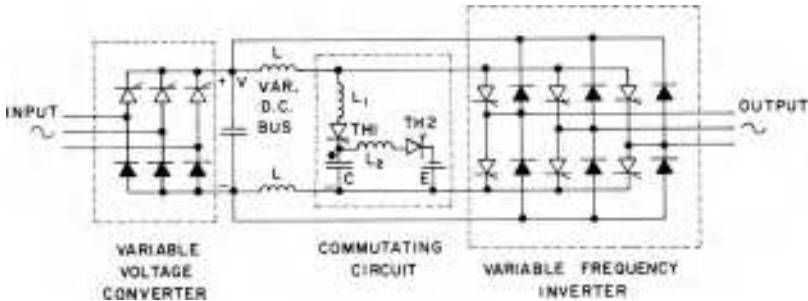 INPUT
VARIABLE
VOLTAGE
CONVERTER
+
V
-
L
VAR.
D.C.
BUS
L
L1
TH1
L2
TH2
C
E
COMMUTATING
CIRCUIT
OUTPUT
VARIABLE FREQUENCY
INVERTER